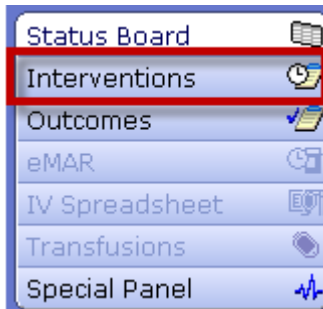 Status Board
Interventions
Outcomes
eMAR
IV Spreadsheet
Transfusions
Special Panel